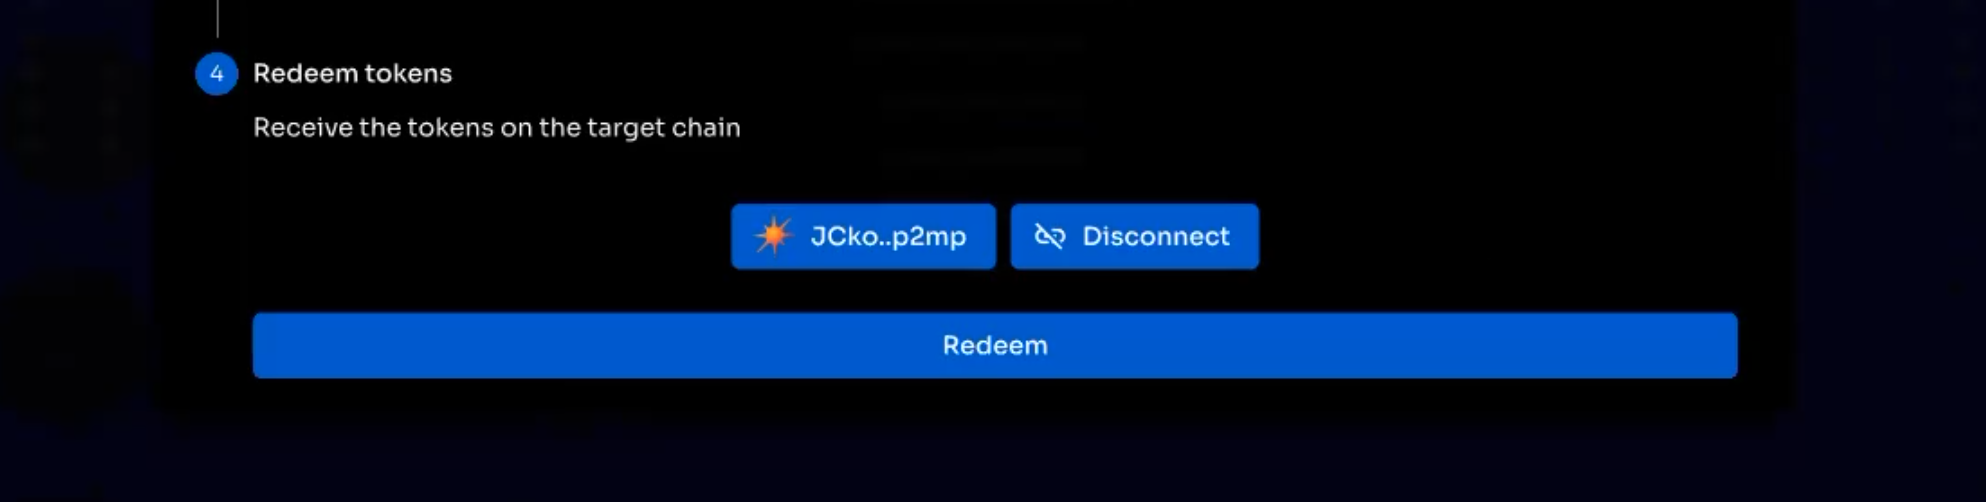 4 Redeem tokens
Receive the tokens on the target chain
JCko..p2mp Disconnect
Redeem